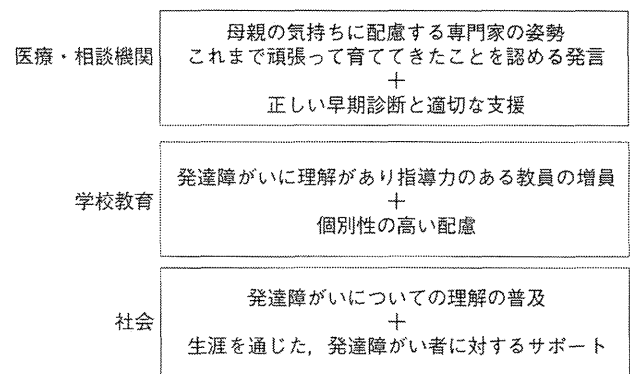 医療・相談機関
母親の気持ちに配慮する専門家の姿勢
これまで頑張って育ててきたことを認める発言
+
正しい早期診断と適切な支援
学校教育
発達障がいに理解があり指導力のある教員の増員
+
個別性の高い配慮
社会
発達障がいについての理解の普及
+
生涯を通じた，発達障がい者に対するサポート